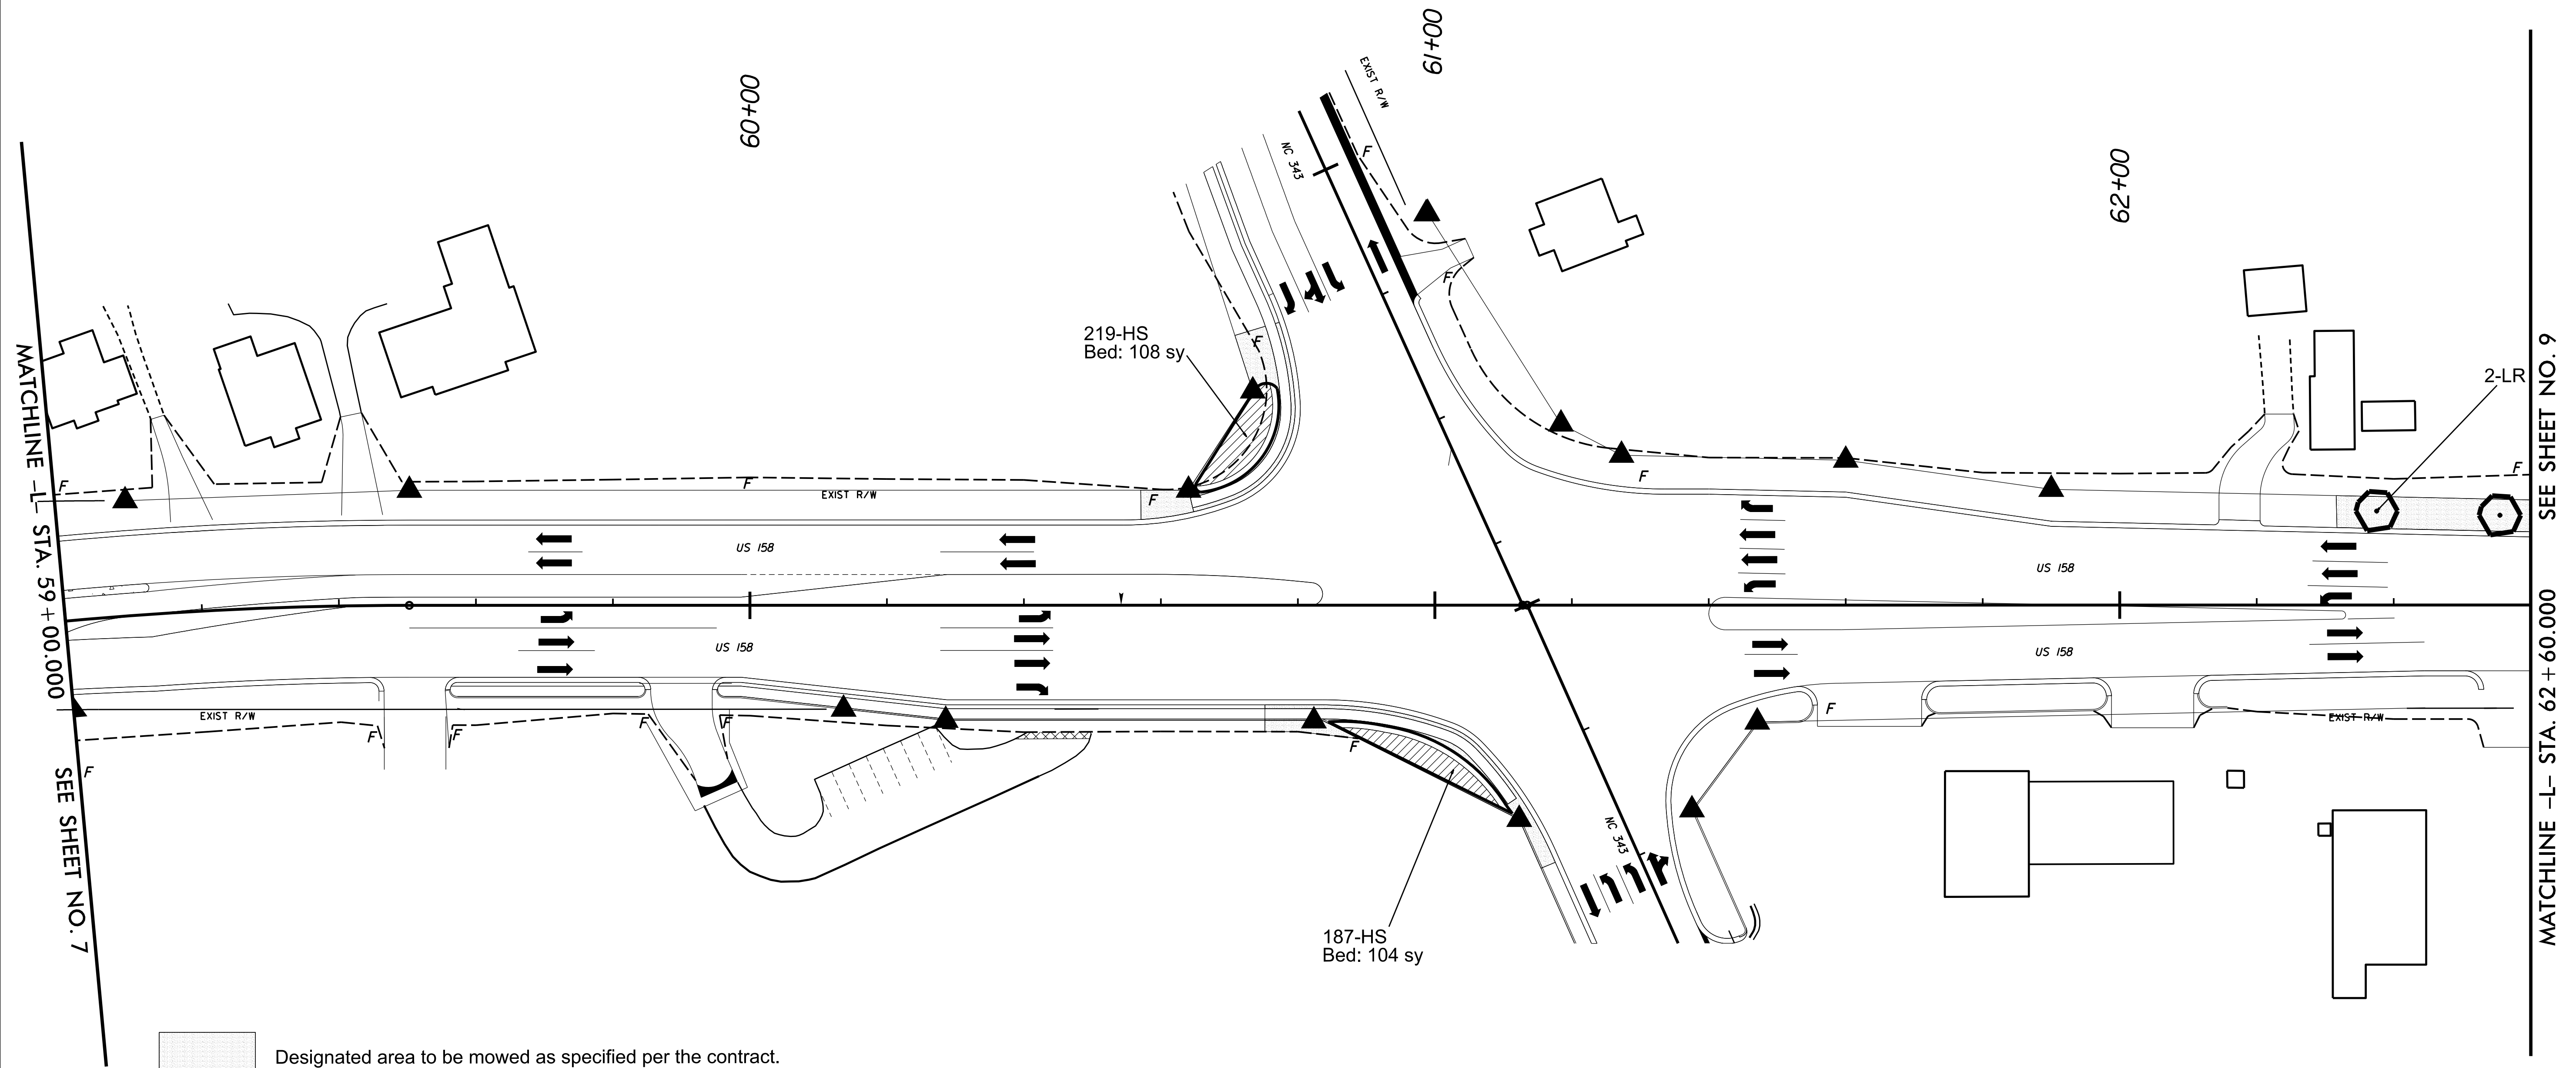 60+00
61+00
62+00
EXIST R/W
NC 343
F
F
219-HS
Bed: 108 sy
F
2-LR
MATCHLINE -L- STA. 59+00.000
SEE SHEET NO. 7
F
F
EXIST R/W
F
F
F
US 158
US 158
US 158
US 158
EXIST R/W
F
F
F
F
F
F
F
EXIST R/W
NC 343
187-HS
Bed: 104 sy
MATCHLINE -L- STA. 62+60.000
SEE SHEET NO. 9
Designated area to be mowed as specified per the contract.